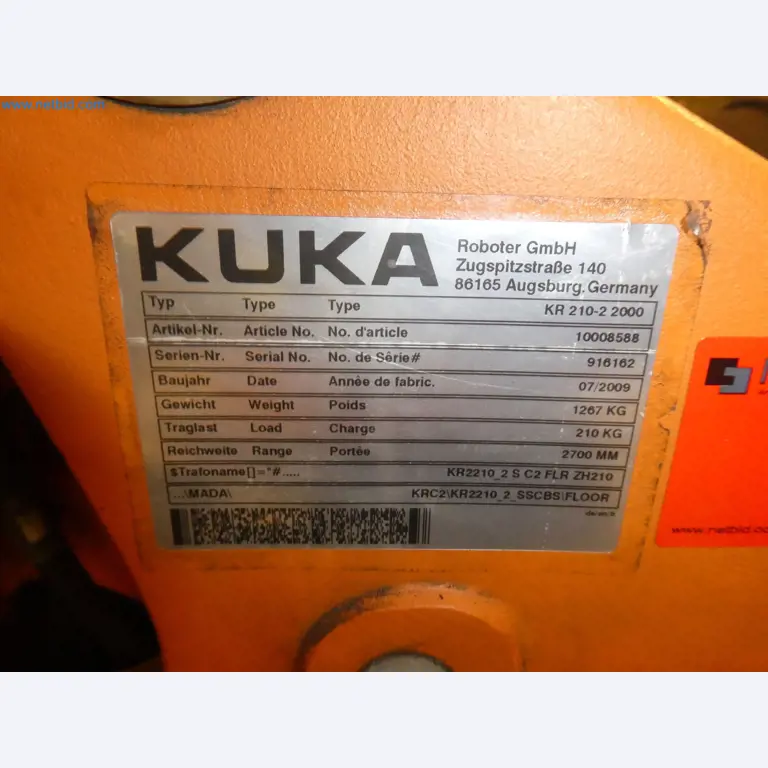 www.netbid.com
KUKA
Roboter GmbH
Zugspitzstraße 140
86165 Augsburg, Germany
Typ Type Type KR 210-2 2000
Artikel-Nr. Article No. No. d'article 10008588
Serien-Nr. Serial No. No. de Série# 916162
Baujahr Date Année de fabric. 07/2009
Gewicht Weight Poids 1267 KG
Traglast Load Charge 210 KG
Reichweite Range Portée 2700 MM
$Trafoname[]="#..... KR2210_2 S C2 FLR ZH210
...\MADA\ KRC2\KR2210_2_SSCBS\FLOOR
de/en/fr
www.netbid.co